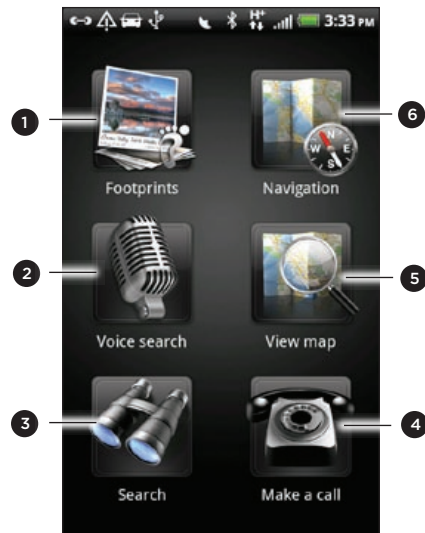 H+ 3:33 PM
1 6
Footprints Navigation
2 5
Voice search View map
3 4
Search Make a call